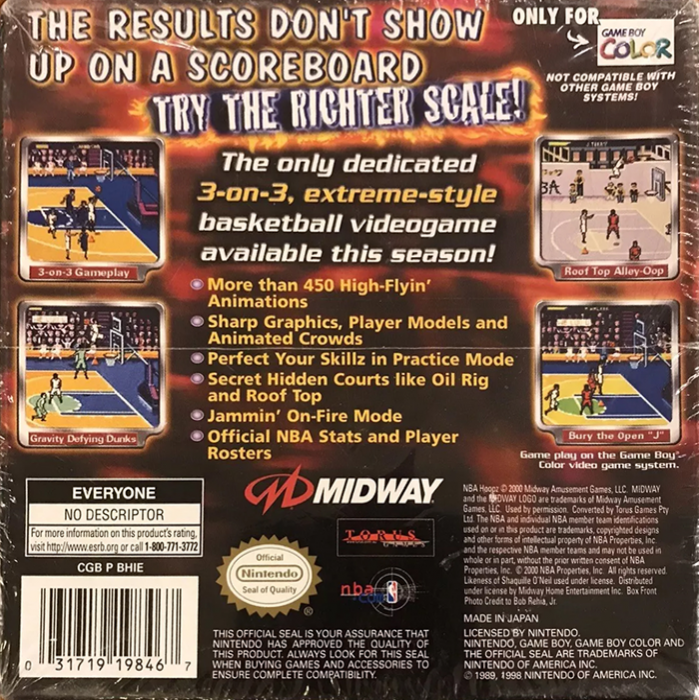 THE RESULTS DON'T SHOW
UP ON A SCOREBOARD
TRY THE RICHTER SCALE!
ONLY FOR
GAME BOY
COLOR
NOT COMPATIBLE WITH
OTHER GAME BOY
SYSTEMS!
The only dedicated
3-on-3, extreme-style
basketball videogame
available this season!
3-on-3 Gameplay
Roof Top Alley-Oop
More than 450 High-Flyin'
Animations
Sharp Graphics, Player Models and
Animated Crowds
Perfect Your Skillz in Practice Mode
Secret Hidden Courts like Oil Rig
and Roof Top
Jammin' On-Fire Mode
Official NBA Stats and Player
Rosters
Gravity Defying Dunks
Bury the Open "J"
Game play on the Game Boy
Color video game system.
EVERYONE
NO DESCRIPTOR
For more information on this product's rating,
visit http://www.esrb.org or call 1-800-771-3772
CGB P BHIE
0 31719 19846 7
MIDWAY
TORUS
GAMES
Official
Nintendo
Seal of Quality
®
nba
THIS OFFICIAL SEAL IS YOUR ASSURANCE THAT
NINTENDO HAS APPROVED THE QUALITY OF
THIS PRODUCT. ALWAYS LOOK FOR THIS SEAL
WHEN BUYING GAMES AND ACCESSORIES TO
ENSURE COMPLETE COMPATIBILITY.
NBA Hoopz © 2000 Midway Amusement Games, LLC. MIDWAY
and the MIDWAY LOGO are trademarks of Midway Amusement
Games, LLC. Used by permission. Converted by Torus Games Pty
Ltd. The NBA and individual NBA member team identifications
used on or in this product are trademarks, copyrighted designs
and other forms of intellectual property of NBA Properties, Inc.
and the respective NBA member teams and may not be used in
whole or in part, without the prior written consent of NBA
Properties, Inc. © 2000 NBA Properties, Inc. All rights reserved.
Likeness of Shaquille O'Neil used under license. Distributed
under license by Midway Home Entertainment Inc. Box Front
Photo Credit to Bob Rehia, Jr.
MADE IN JAPAN
LICENSED BY NINTENDO.
NINTENDO, GAME BOY, GAME BOY COLOR AND
THE OFFICIAL SEAL ARE TRADEMARKS OF
NINTENDO OF AMERICA INC.
© 1989, 1998 NINTENDO OF AMERICA INC.